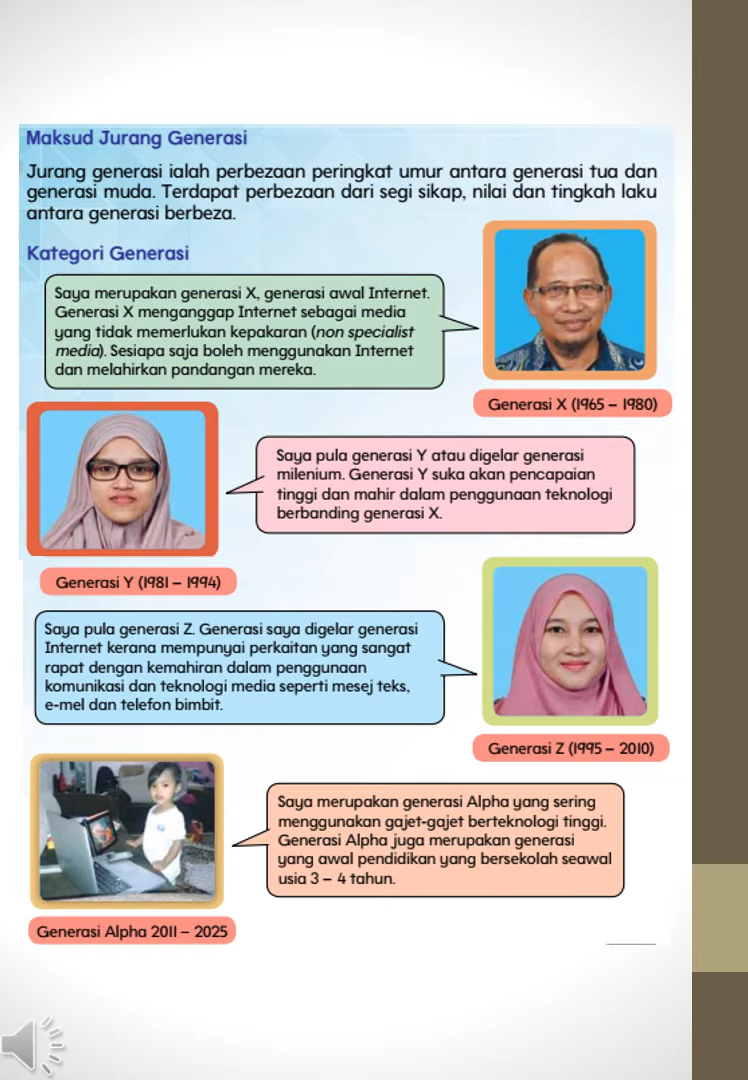 Maksud Jurang Generasi
Jurang generasi ialah perbezaan peringkat umur antara generasi tua dan
generasi muda. Terdapat perbezaan dari segi sikap, nilai dan tingkah laku
antara generasi berbeza.
Kategori Generasi
Saya merupakan generasi X, generasi awal Internet.
Generasi X menganggap Internet sebagai media
yang tidak memerlukan kepakaran (non specialist
media). Sesiapa saja boleh menggunakan Internet
dan melahirkan pandangan mereka.
Generasi X (1965 – 1980)
Saya pula generasi Y atau digelar generasi
milenium. Generasi Y suka akan pencapaian
tinggi dan mahir dalam penggunaan teknologi
berbanding generasi X.
Generasi Y (1981 – 1994)
Saya pula generasi Z. Generasi saya digelar generasi
Internet kerana mempunyai perkaitan yang sangat
rapat dengan kemahiran dalam penggunaan
komunikasi dan teknologi media seperti mesej teks,
e-mel dan telefon bimbit.
Generasi Z (1995 – 2010)
Saya merupakan generasi Alpha yang sering
menggunakan gajet-gajet berteknologi tinggi.
Generasi Alpha juga merupakan generasi
yang awal pendidikan yang bersekolah seawal
usia 3 – 4 tahun.
Generasi Alpha 2011 – 2025